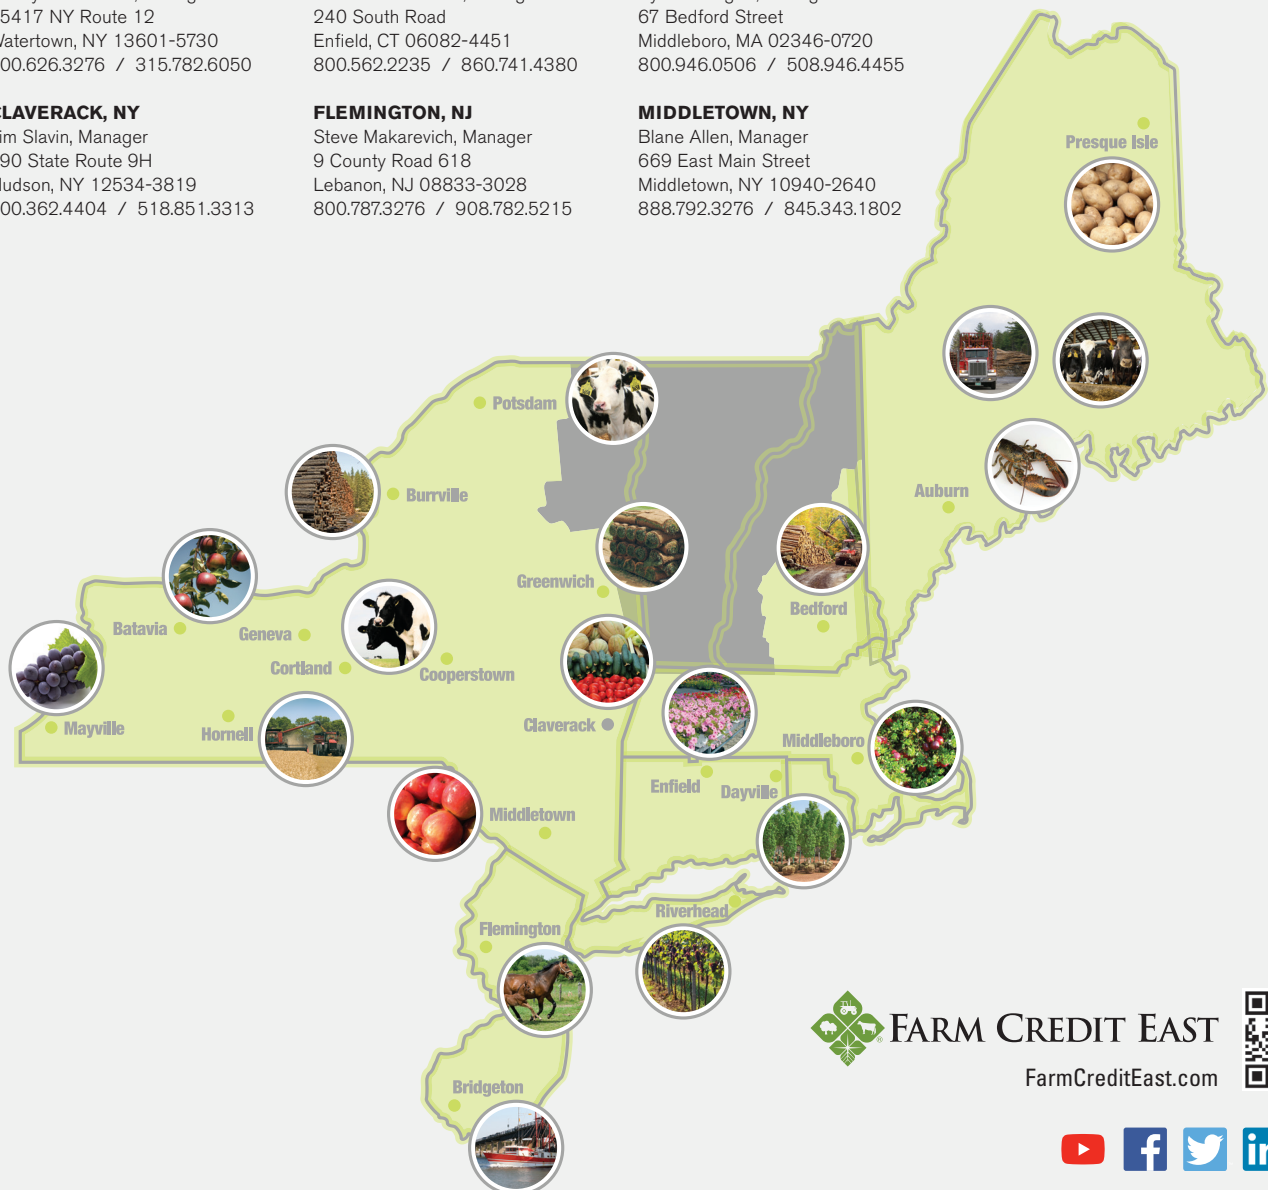 5417 NY Route 12
Watertown, NY 13601-5730
00.626.3276 / 315.782.6050
CLAVERACK, NY
im Slavin, Manager
90 State Route 9H
Hudson, NY 12534-3819
00.362.4404 / 518.851.3313
240 South Road
Enfield, CT 06082-4451
800.562.2235 / 860.741.4380
FLEMINGTON, NJ
Steve Makarevich, Manager
9 County Road 618
Lebanon, NJ 08833-3028
800.787.3276 / 908.782.5215
67 Bedford Street
Middleboro, MA 02346-0720
800.946.0506 / 508.946.4455
MIDDLETOWN, NY
Blane Allen, Manager
669 East Main Street
Middletown, NY 10940-2640
888.792.3276 / 845.343.1802
Presque Isle
Potsdam
Burrville
Auburn
Greenwich
Bedford
Batavia
Geneva
Cortland
Cooperstown
Mayville
Hornell
Claverack
Middleboro
Enfield
Dayville
Middletown
Riverhead
Flemington
Bridgeton
FARM CREDIT EAST
FarmCreditEast.com